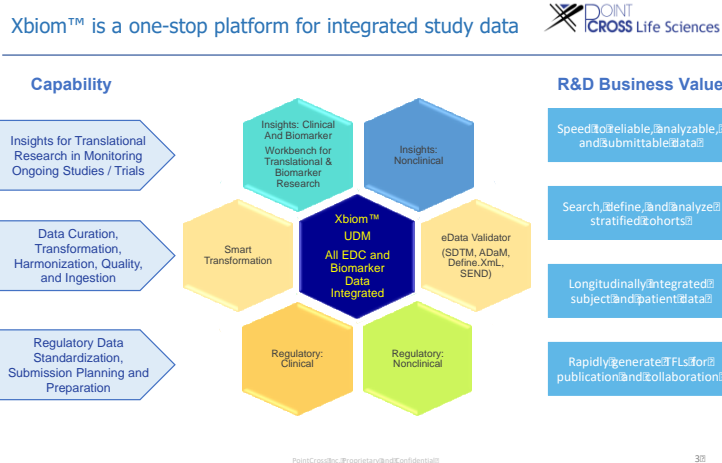 Xbiom™ is a one-stop platform for integrated study data
POINT
CROSS Life Sciences
Capability
R&D Business Value
Insights for Translational
Research in Monitoring
Ongoing Studies / Trials
Data Curation,
Transformation,
Harmonization, Quality,
and Ingestion
Regulatory Data
Standardization,
Submission Planning and
Preparation
Insights: Clinical
And Biomarker
Workbench for
Translational &
Biomarker
Research
Insights:
Nonclinical
Smart
Transformation
Xbiom™
UDM
All EDC and
Biomarker
Data
Integrated
eData Validator
(SDTM, ADaM,
Define.XmL,
SEND)
Regulatory:
Clinical
Regulatory:
Nonclinical
Speed to reliable, analyzable,
and submittable data
Search, define, and analyze
stratified cohorts
Longitudinally integrated
subject and patient data
Rapidly generate TFLs for
publication and collaboration
PointCross Inc. Proprietary and Confidential
3